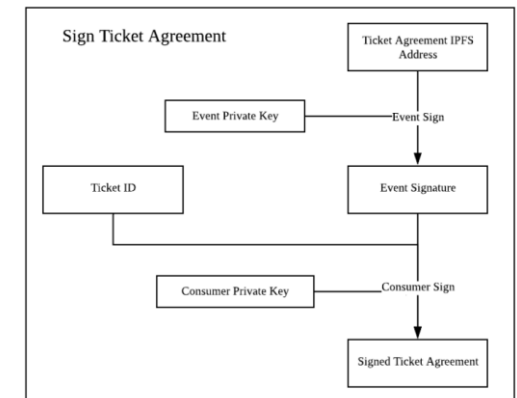 Sign Ticket Agreement
Ticket Agreement IPFS
Address
Event Private Key
Event Sign
Ticket ID
Event Signature
Consumer Private Key
Consumer Sign
Signed Ticket Agreement